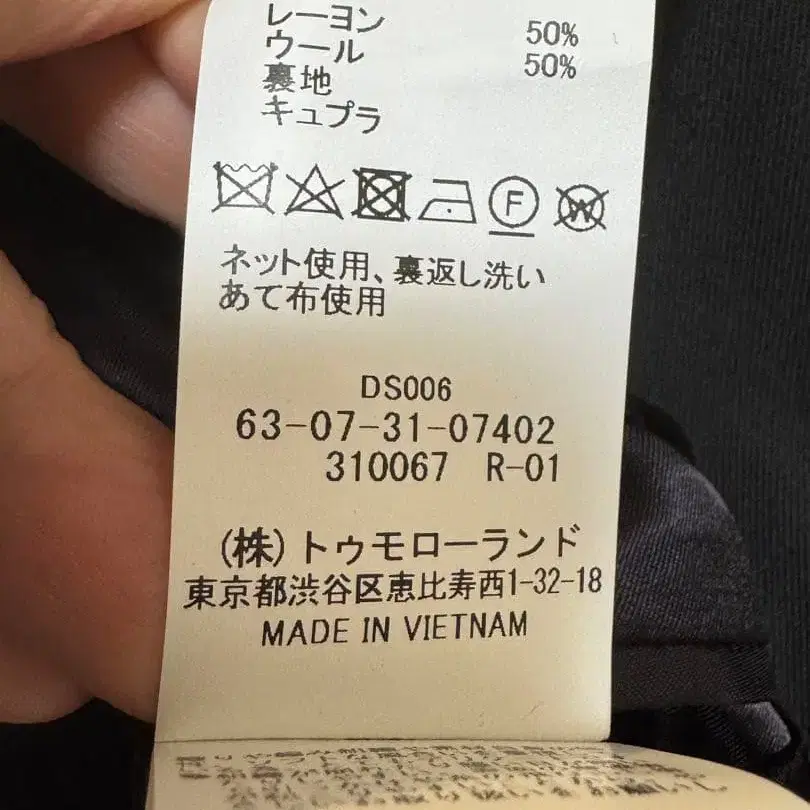 レーヨン 50%
ウール 50%
裏地
キュプラ
F W
ネット使用、裏返し洗い
あて布使用
DS006
63-07-31-07402
310067 R-01
(株)トゥモローランド
東京都渋谷区恵比寿西1-32-18
MADE IN VIETNAM